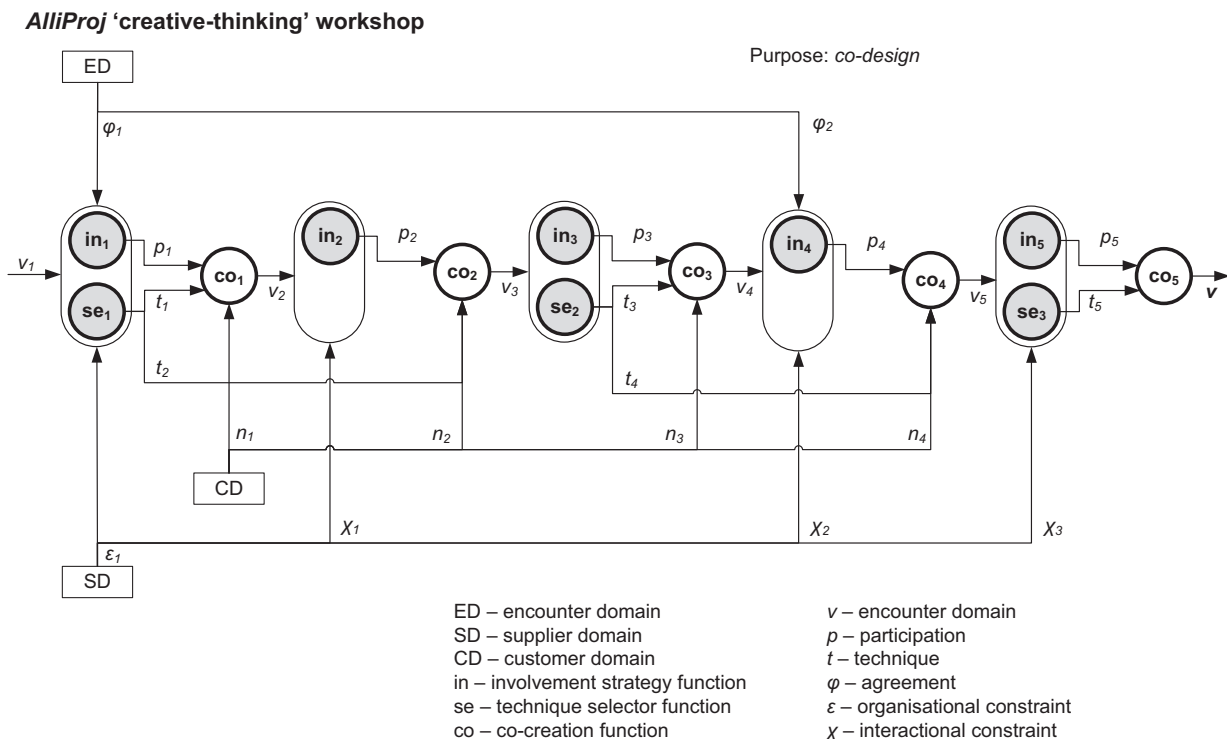 AlliProj ‘creative-thinking’ workshop
Purpose: co-design
ED
φ1
φ2
in1
p1
in2
p2
in3
p3
in4
p4
in5
p5
v1
co1
v2
co2
v3
co3
v4
co4
v5
co5
v
se1
t1
se2
t3
se3
t5
t2
t4
n1
n2
n3
n4
CD
χ1
χ2
χ3
ε1
SD
ED – encounter domain
SD – supplier domain
CD – customer domain
in – involvement strategy function
se – technique selector function
co – co-creation function
v – encounter domain
p – participation
t – technique
φ – agreement
ε – organisational constraint
χ – interactional constraint